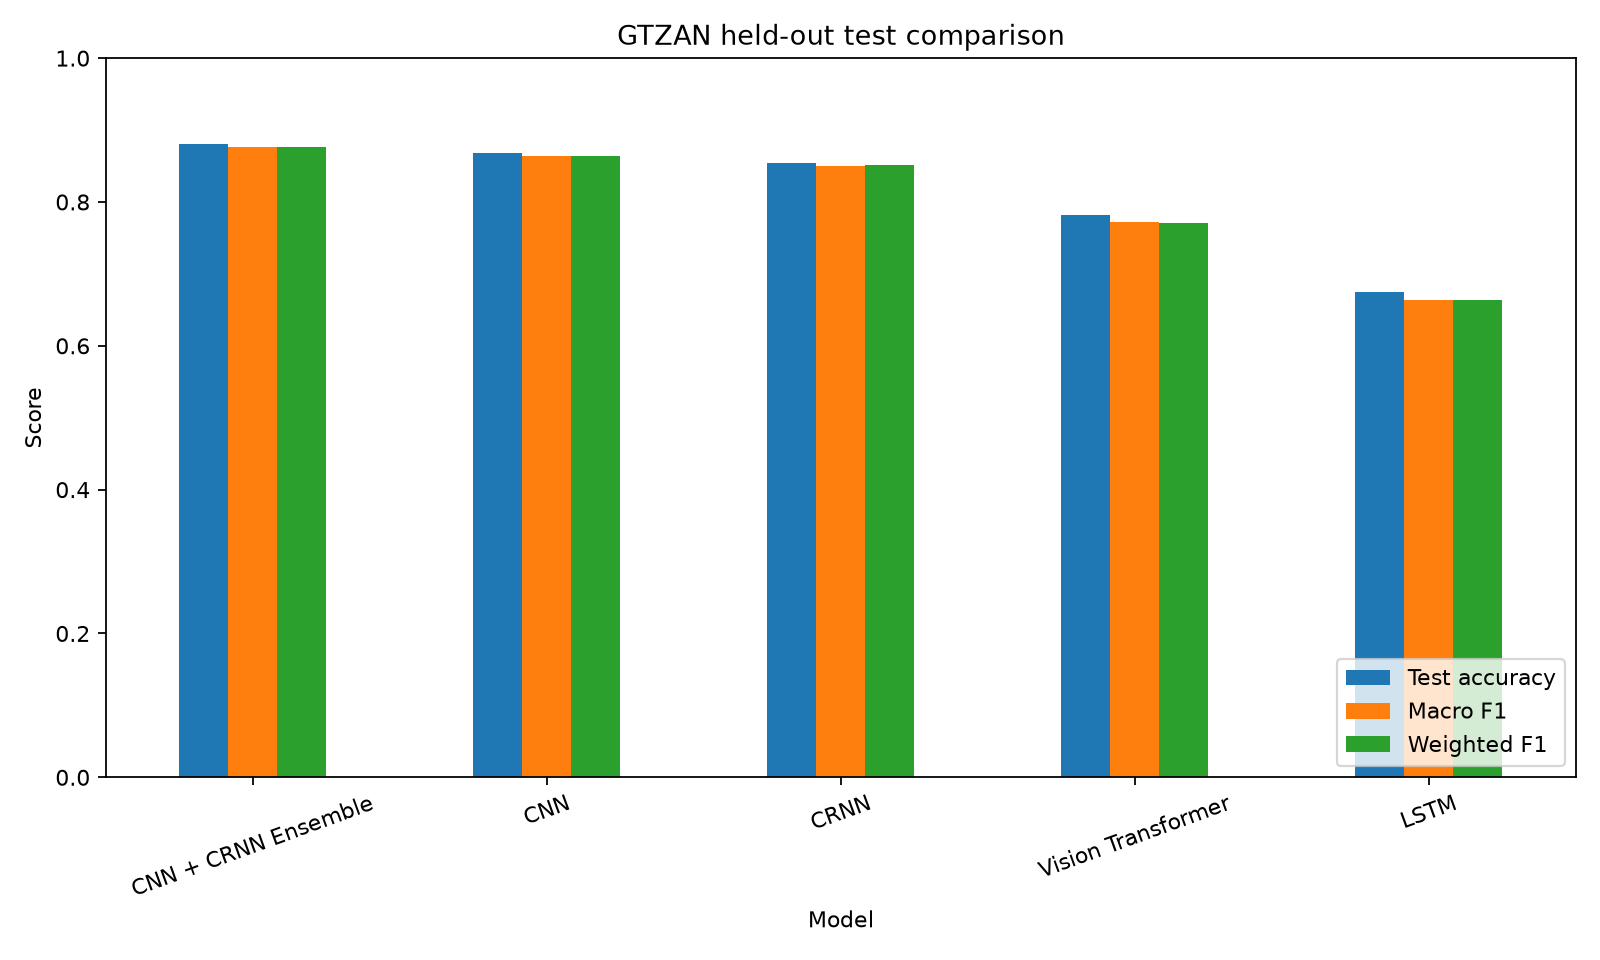 GTZAN held-out test comparison
1.0
0.8
0.6
0.4
0.2
0.0
Score
Test accuracy
Macro F1
Weighted F1
CNN + CRNN Ensemble
CNN
CRNN
Vision Transformer
LSTM
Model